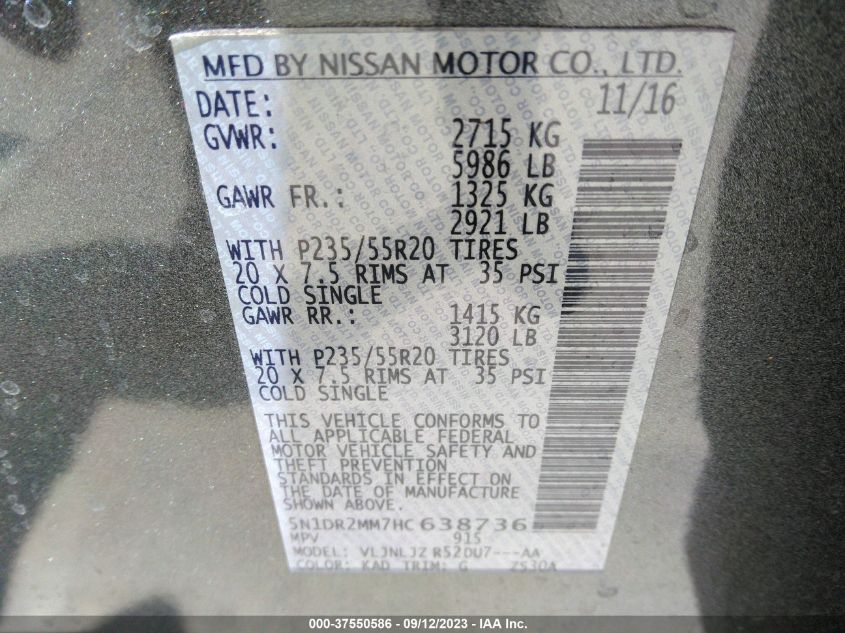 MFD BY NISSAN MOTOR CO., LTD.
DATE: 11/16
GVWR: 2715 KG
5986 LB
GAWR FR.: 1325 KG
2921 LB
WITH P235/55R20 TIRES
20 X 7.5 RIMS AT 35 PSI
COLD SINGLE
GAWR RR.: 1415 KG
3120 LB
WITH P235/55R20 TIRES
20 X 7.5 RIMS AT 35 PSI
COLD SINGLE
THIS VEHICLE CONFORMS TO
ALL APPLICABLE FEDERAL
MOTOR VEHICLE SAFETY AND
THEFT PREVENTION
STANDARDS IN EFFECT ON
THE DATE OF MANUFACTURE
SHOWN ABOVE.
5N1DR2MM7HC638736
MPV 915
MODEL: VLJNLJZ R52DU7---AA
COLOR: KAD TRIM: G Z530A
000-37550586 - 09/12/2023 - IAA Inc.